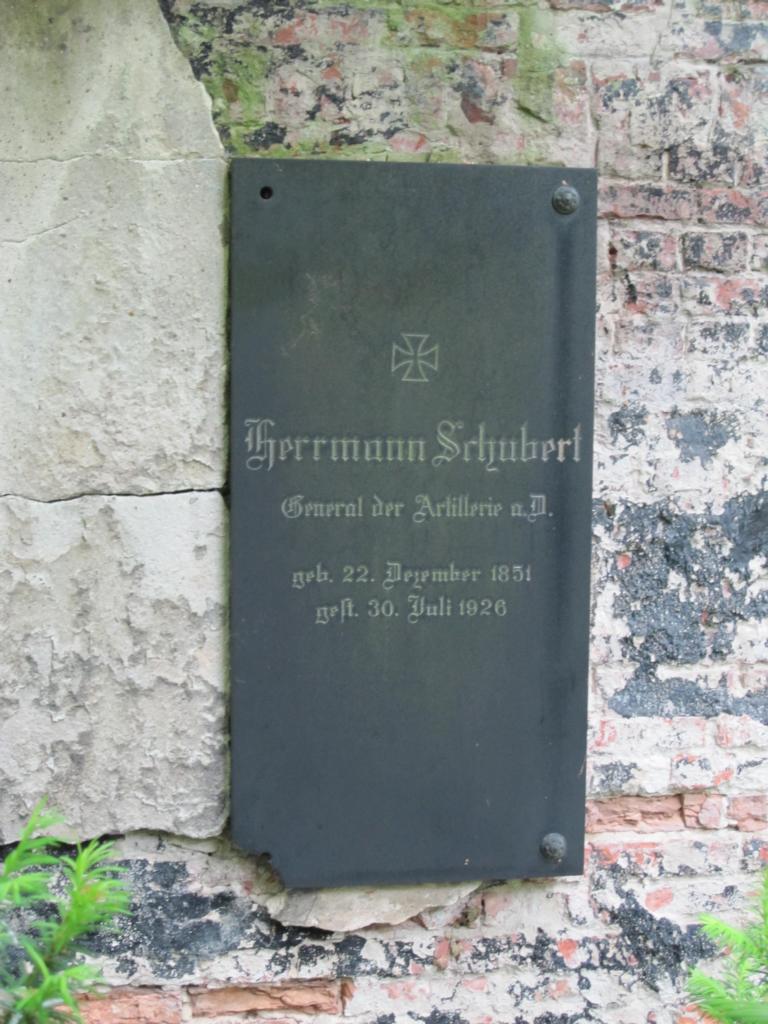 Herrmann Schubert
General der Artillerie a.D.
geb. 22. Dezember 1851
gest. 30. Juli 1926